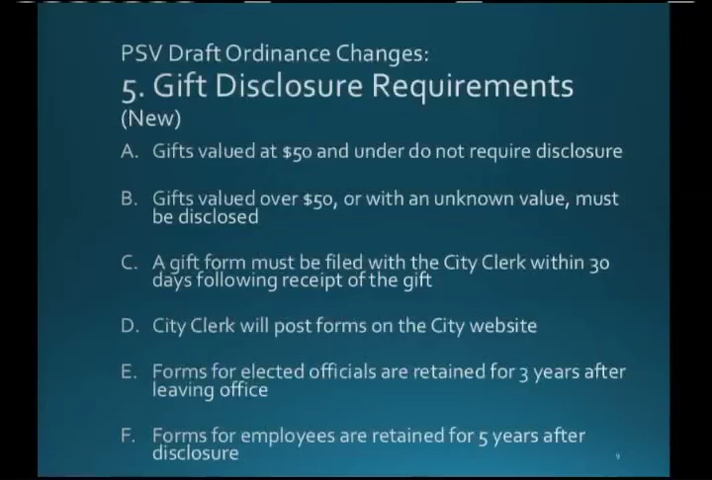 PSV Draft Ordinance Changes:
5. Gift Disclosure Requirements
(New)
A. Gifts valued at $50 and under do not require disclosure
B. Gifts valued over $50, or with an unknown value, must
be disclosed
C. A gift form must be filed with the City Clerk within 30
days following receipt of the gift
D. City Clerk will post forms on the City website
E. Forms for elected officials are retained for 3 years after
leaving office
F. Forms for employees are retained for 5 years after
disclosure